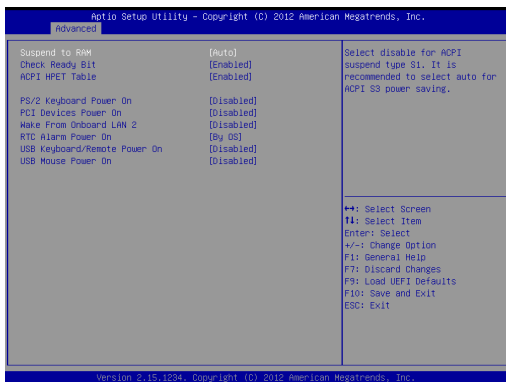 Aptio Setup Utility – Copyright (C) 2012 American Megatrends, Inc.
Advanced
Suspend to RAM [Auto]
Check Ready Bit [Enabled]
ACPI HPET Table [Enabled]
PS/2 Keyboard Power On [Disabled]
PCI Devices Power On [Disabled]
Wake From Onboard LAN 2 [Disabled]
RTC Alarm Power On [By OS]
USB Keyboard/Remote Power On [Disabled]
USB Mouse Power On [Disabled]
Select disable for ACPI
suspend type S1. It is
recommended to select auto for
ACPI S3 power saving.
↔: Select Screen
↑↓: Select Item
Enter: Select
+/-: Change Option
F1: General Help
F7: Discard Changes
F9: Load UEFI Defaults
F10: Save and Exit
ESC: Exit
Version 2.15.1234. Copyright (C) 2012 American Megatrends, Inc.